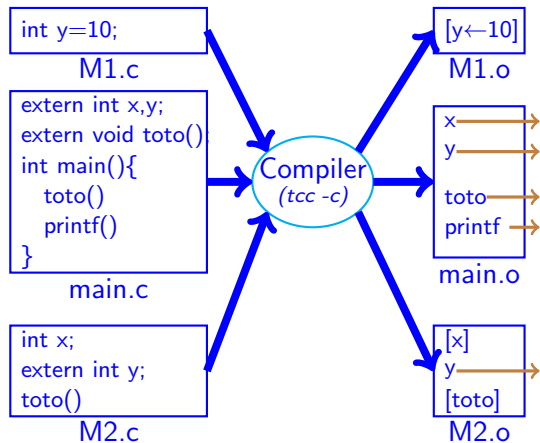 int y=10;
M1.c
extern int x,y;
extern void toto();
int main(){
toto()
printf()
}
main.c
int x;
extern int y;
toto()
M2.c
Compiler
(tcc -c)
[y←10]
M1.o
x
y
toto
printf
main.o
[x]
y
[toto]
M2.o